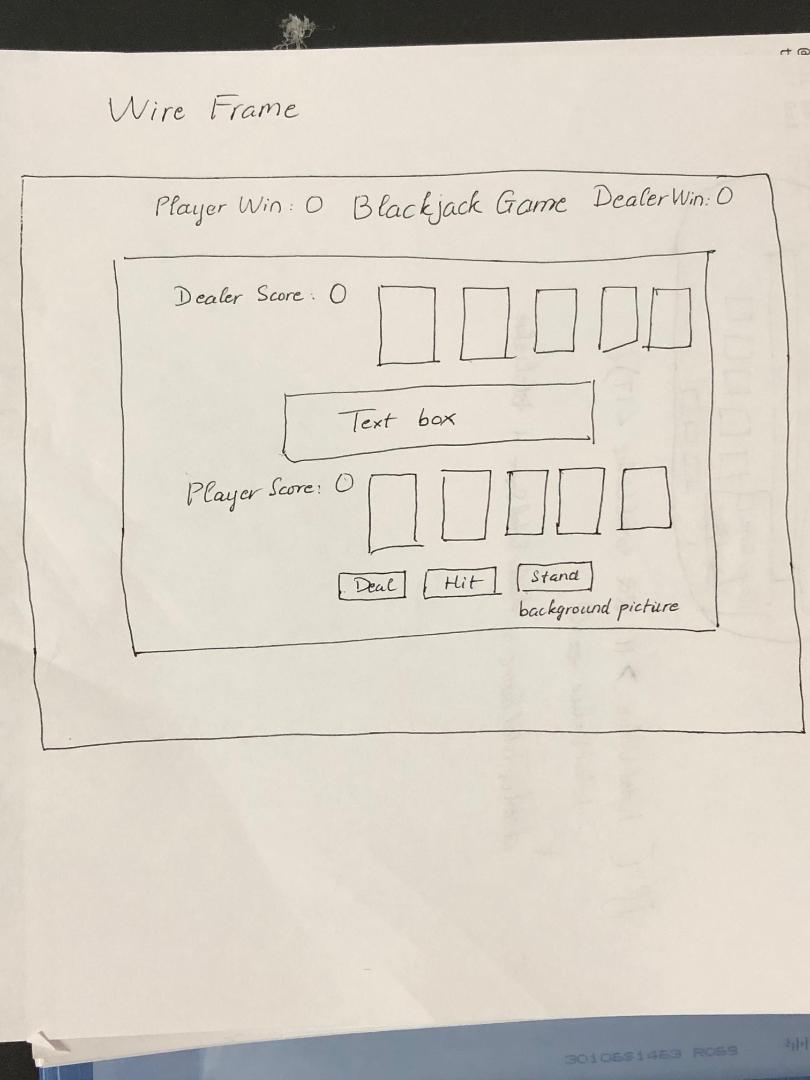 Wire Frame
Player Win: 0 Blackjack Game Dealer Win: 0
Dealer Score: 0
Text box
Player Score: 0
Deal Hit Stand
background picture
3010691463 R069